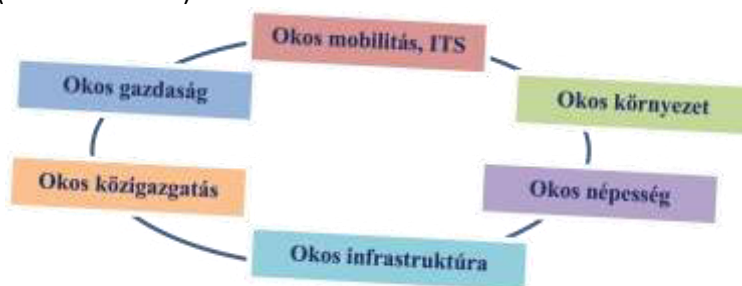 Okos mobilitás, ITS
Okos gazdaság
Okos környezet
Okos közigazgatás
Okos népesség
Okos infrastruktúra